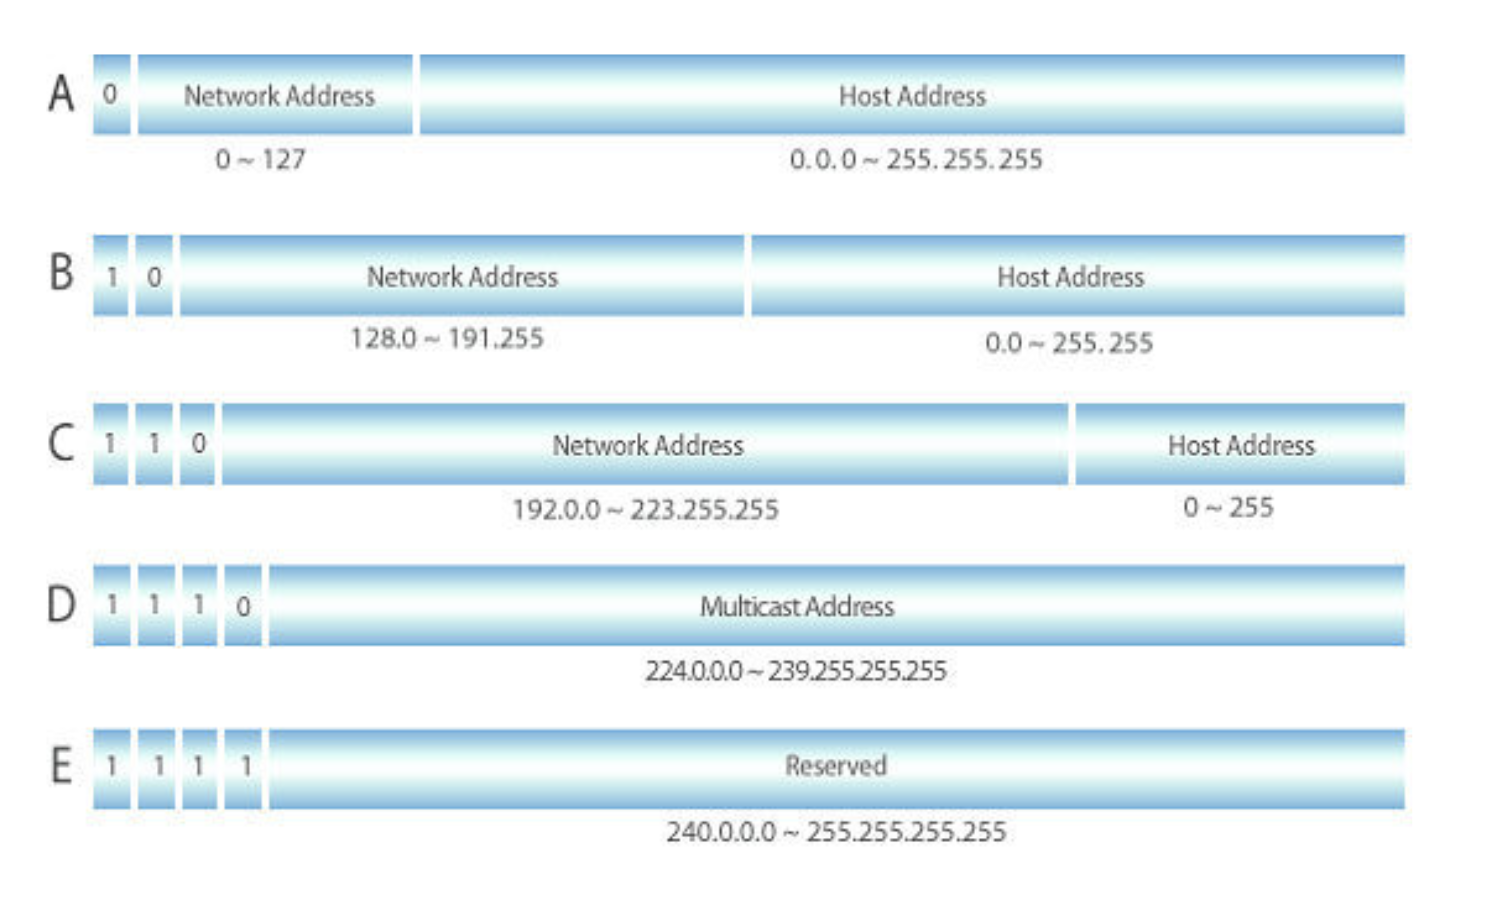 A 0 Network Address Host Address
0 ~ 127 0.0.0 ~ 255.255.255
B 1 0 Network Address Host Address
128.0 ~ 191.255 0.0 ~ 255.255
C 1 1 0 Network Address Host Address
192.0.0 ~ 223.255.255 0 ~ 255
D 1 1 1 0 Multicast Address
224.0.0.0 ~ 239.255.255.255
E 1 1 1 1 Reserved
240.0.0.0 ~ 255.255.255.255